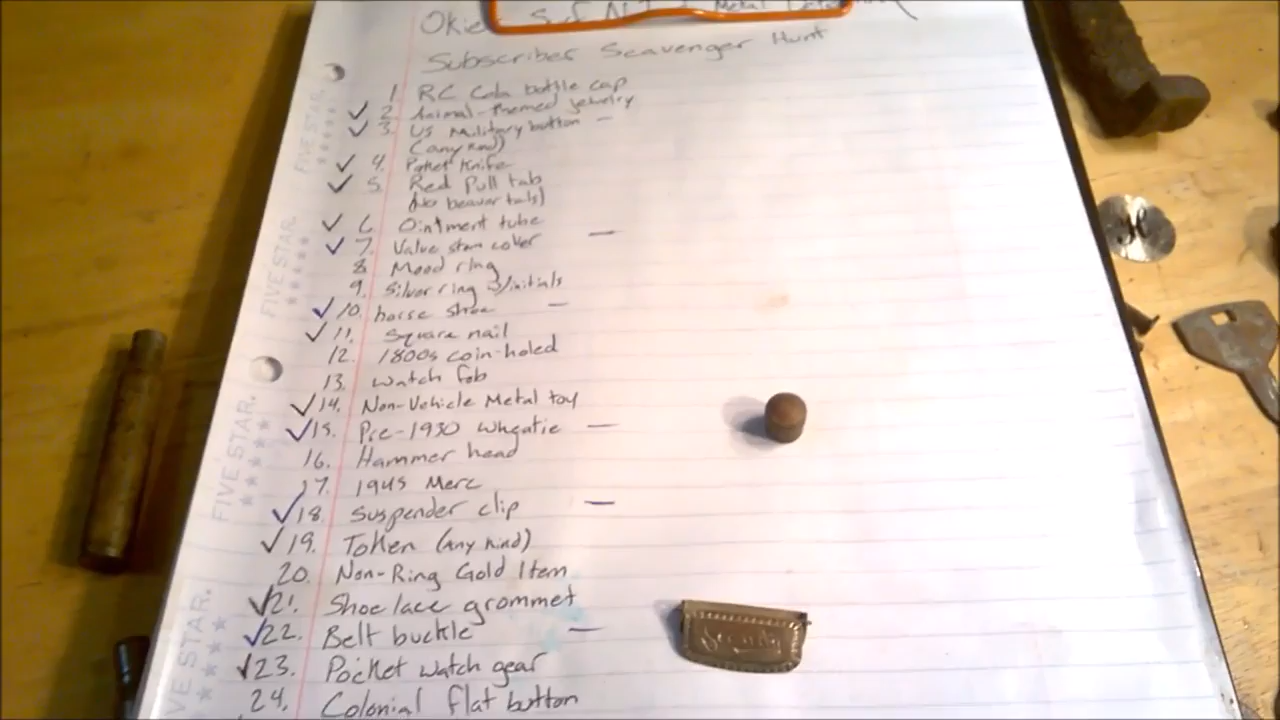 Okie
Subscriber Scavenger Hunt
1 RC Cola bottle cap
✓ 2. Animal-themed jewelry
✓ 3. US Military button —
(any kind)
✓ 4. Poket Knife
✓ 5. Red Pull tab
(No beaver tails)
✓ 6. Ointment tube
✓ 7. Valve stem cover —
8. Mood ring
9. Silver ring w/initials
✓ 10. horse shoe —
✓ 11. Square nail
12. 1800s coin-holed
13. watch fob
✓ 14. Non-Vehicle Metal toy
✓ 15. Pre-1930 Wheatie —
16. Hammer head
17. 1945 Merc
✓ 18. Suspender clip —
✓ 19. Token (any kind)
20. Non-Ring Gold Item
✓ 21. Shoelace grommet
✓ 22. Belt buckle —
✓ 23. Pocket watch gear
24. Colonial flat button
FIVE STAR.
FIVE STAR.
FIVE STAR.
FIVE STAR.